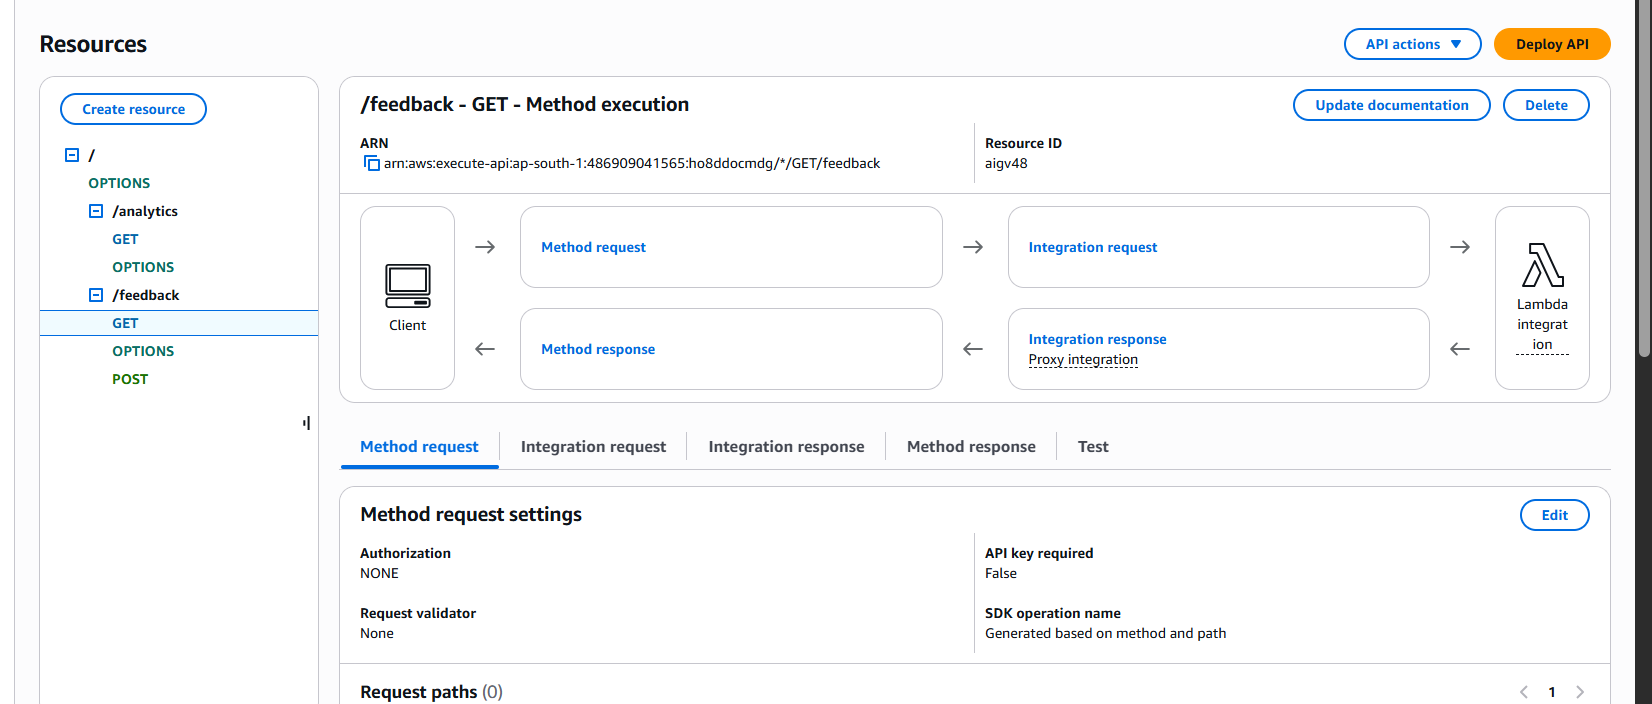 Resources
API actions
Deploy API
Create resource
/
OPTIONS
/analytics
GET
OPTIONS
/feedback
GET
OPTIONS
POST
/feedback - GET - Method execution
Update documentation
Delete
ARN
arn:aws:execute-api:ap-south-1:486909041565:ho8ddocmdg/*/GET/feedback
Resource ID
aigv48
Client
Method request
Integration request
Method response
Integration response
Proxy integration
Lambda
integrat
ion
Method request
Integration request
Integration response
Method response
Test
Method request settings
Edit
Authorization
NONE
API key required
False
Request validator
None
SDK operation name
Generated based on method and path
Request paths (0)
1